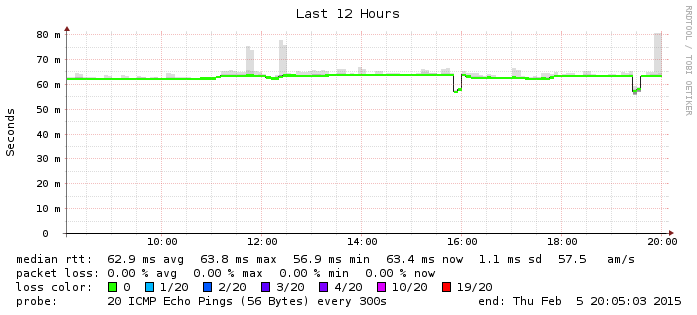 Last 12 Hours
RRDTOOL / TOBI OETIKER
Seconds
80 m
70 m
60 m
50 m
40 m
30 m
20 m
10 m
0
10:00 12:00 14:00 16:00 18:00 20:00
median rtt: 62.9 ms avg 63.8 ms max 56.9 ms min 63.4 ms now 1.1 ms sd 57.5 am/s
packet loss: 0.00 % avg 0.00 % max 0.00 % min 0.00 % now
loss color: 0 1/20 2/20 3/20 4/20 10/20 19/20
probe: 20 ICMP Echo Pings (56 Bytes) every 300s end: Thu Feb 5 20:05:03 2015